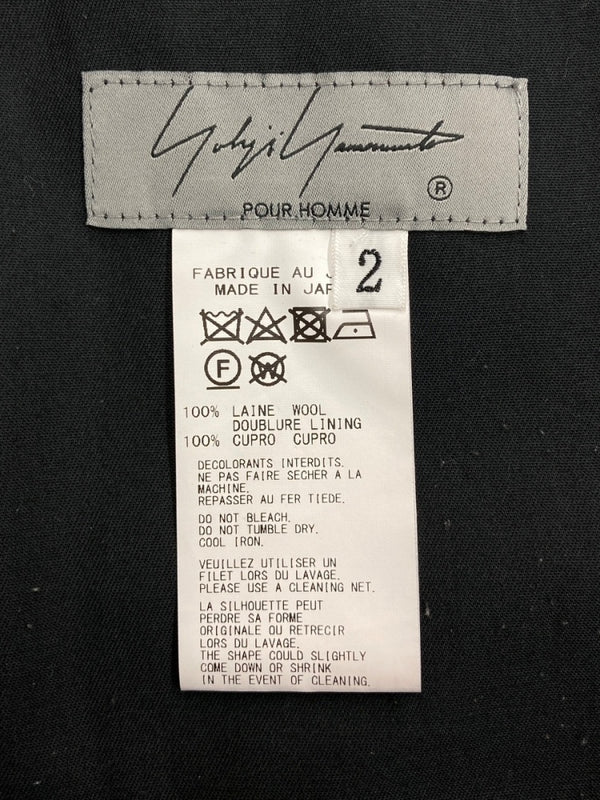 Yohji Yamamoto
®
POUR HOMME
2
FABRIQUE AU J
MADE IN JAP
F
W
100% LAINE WOOL
DOUBLURE LINING
100% CUPRO CUPRO
DECOLORANTS INTERDITS.
NE PAS FAIRE SECHER A LA
MACHINE.
REPASSER AU FER TIEDE.
DO NOT BLEACH.
DO NOT TUMBLE DRY.
COOL IRON.
VEUILLEZ UTILISER UN
FILET LORS DU LAVAGE.
PLEASE USE A CLEANING NET.
LA SILHOUETTE PEUT
PERDRE SA FORME
ORIGINALE OU RETRECIR
LORS DU LAVAGE.
THE SHAPE COULD SLIGHTLY
COME DOWN OR SHRINK
IN THE EVENT OF CLEANING.